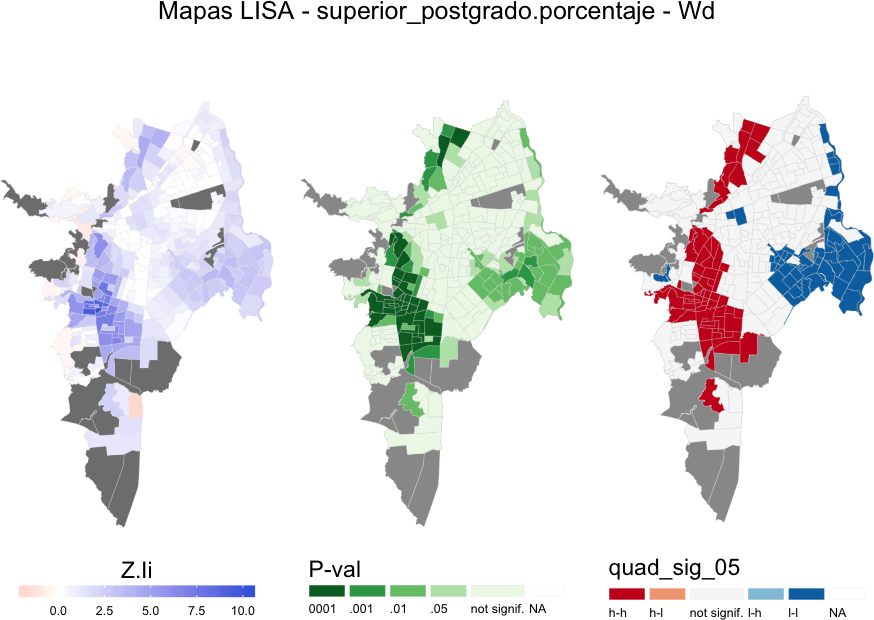 Mapas LISA - superior_postgrado.porcentaje - Wd
Z.Ii
0.0 2.5 5.0 7.5 10.0
P-val
0001 .001 .01 .05 not signif. NA
quad_sig_05
h-h h-l not signif. l-h l-l NA